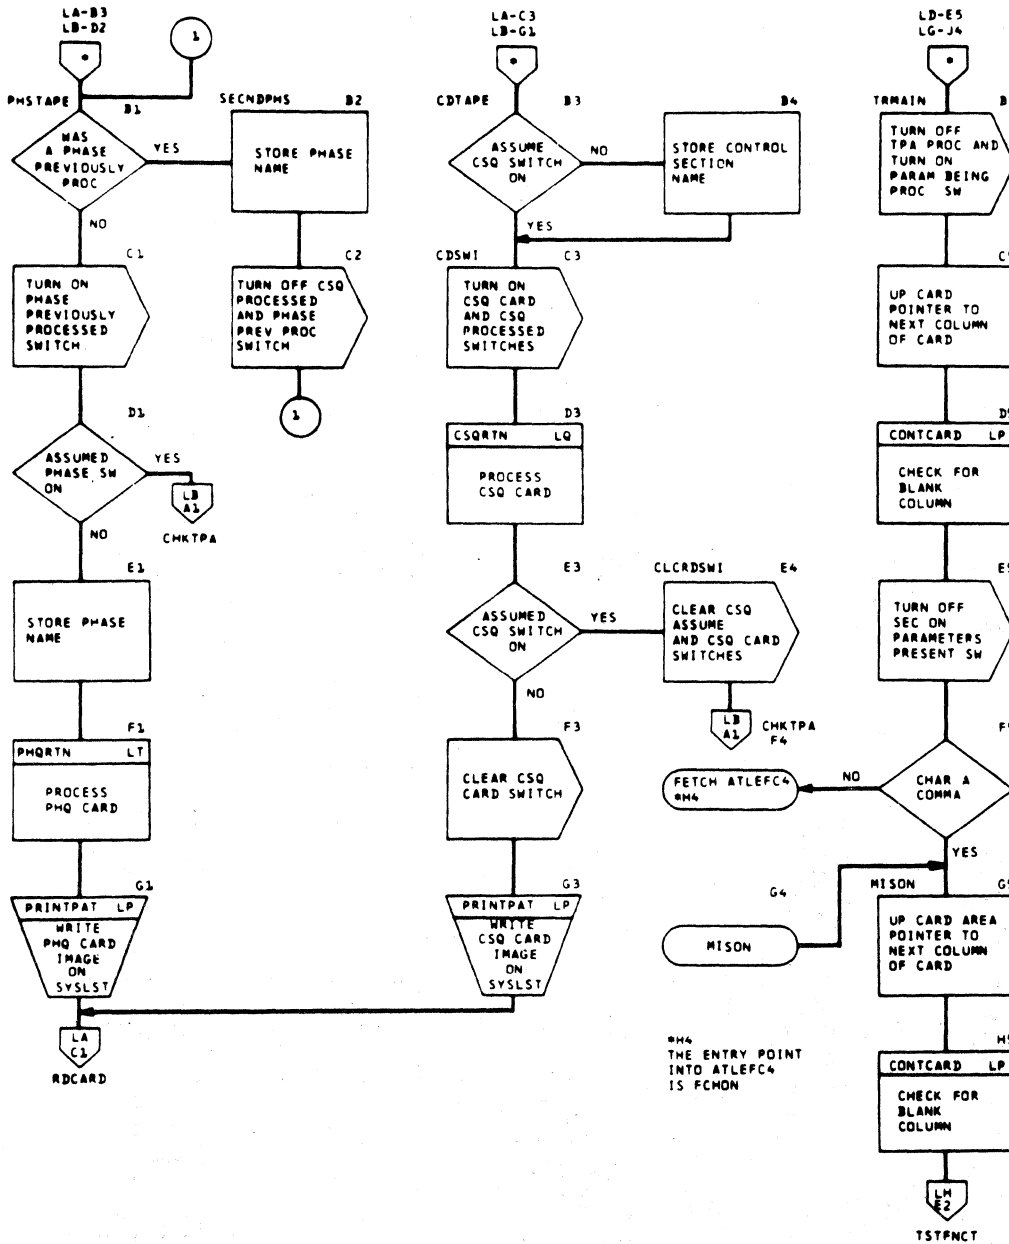 LA-B3
LB-D2
*
1
PHSTAPE
B1
WAS
A PHASE
PREVIOUSLY
PROC
YES
NO
SECNDPHS B2
STORE PHASE
NAME
C1
TURN ON
PHASE
PREVIOUSLY
PROCESSED
SWITCH
C2
TURN OFF CSQ
PROCESSED
AND PHASE
PREV PROC
SWITCH
1
D1
ASSUMED
PHASE SW
ON
YES
LB
A1
CHKTPA
NO
E1
STORE PHASE
NAME
F1
PHQRTN LT
PROCESS
PHQ CARD
G1
PRINTPAT LP
WRITE
PHQ CARD
IMAGE
ON
SYSLST
LA
C1
RDCARD
LA-C3
LB-G1
*
CDTAPE B3
ASSUME
CSQ SWITCH
ON
NO
YES
B4
STORE CONTROL
SECTION
NAME
CDSWI C3
TURN ON
CSQ CARD
AND CSQ
PROCESSED
SWITCHES
D3
CSQRTN LQ
PROCESS
CSQ CARD
E3
ASSUMED
CSQ SWITCH
ON
YES
NO
CLCRDSWI E4
CLEAR CSQ
ASSUME
AND CSQ CARD
SWITCHES
LB
A1
CHKTPA
F3
CLEAR CSQ
CARD SWITCH
G3
PRINTPAT LP
WRITE
CSQ CARD
IMAGE
ON
SYSLST
F4
FETCH ATLEFC4
*H4
G4
MISON
*H4
THE ENTRY POINT
INTO ATLEFC4
IS FCHON
LD-E5
LG-J4
*
TRMAIN B
TURN OFF
TPA PROC AND
TURN ON
PARAM BEING
PROC SW
UP CARD
POINTER TO
NEXT COLUMN
OF CARD
CONTCARD LP
CHECK FOR
BLANK
COLUMN
TURN OFF
SEC ON
PARAMETERS
PRESENT SW
CHAR A
COMMA
NO
YES
MISON
UP CARD AREA
POINTER TO
NEXT COLUMN
OF CARD
CONTCARD LP
CHECK FOR
BLANK
COLUMN
LH
E2
TSTFNCT